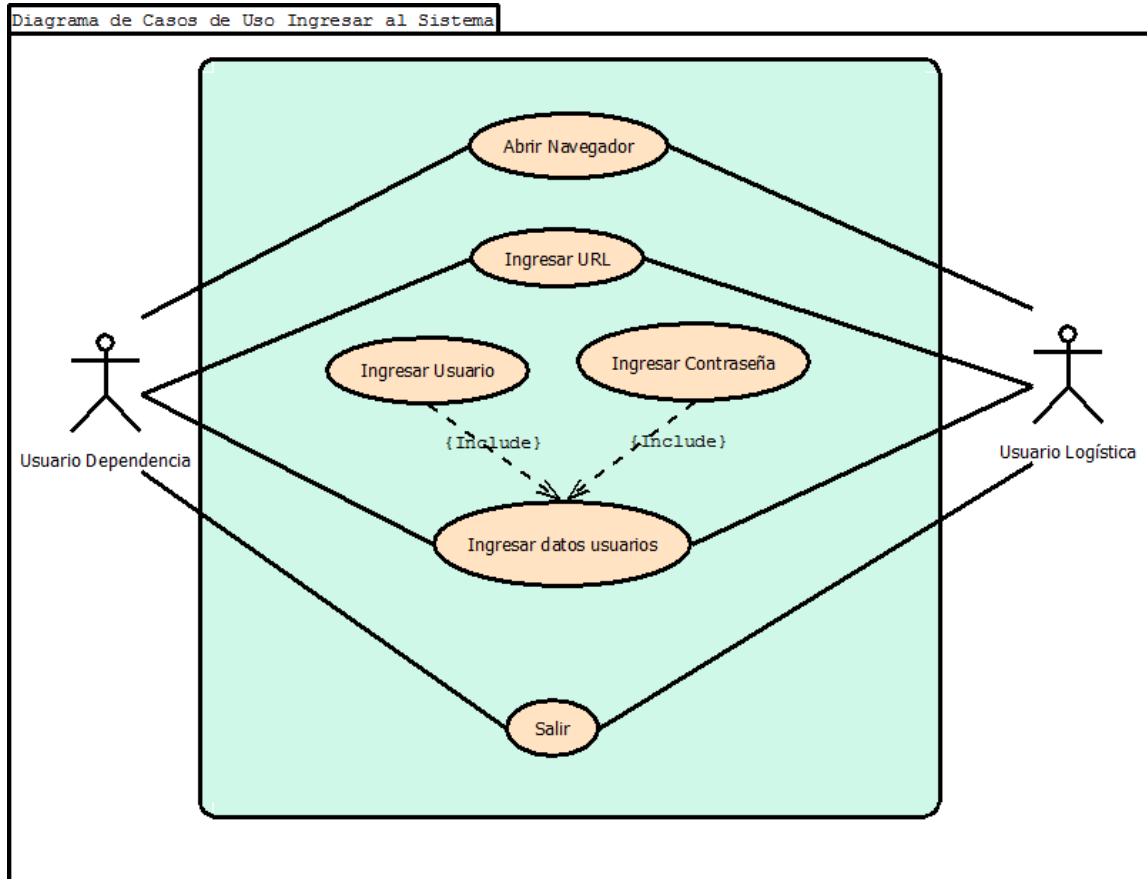 Diagrama de Casos de Uso Ingresar al Sistema
Abrir Navegador
Ingresar URL
Ingresar Usuario
Ingresar Contraseña
{Include}
{Include}
Usuario Dependencia
Usuario Logística
Ingresar datos usuarios
Salir